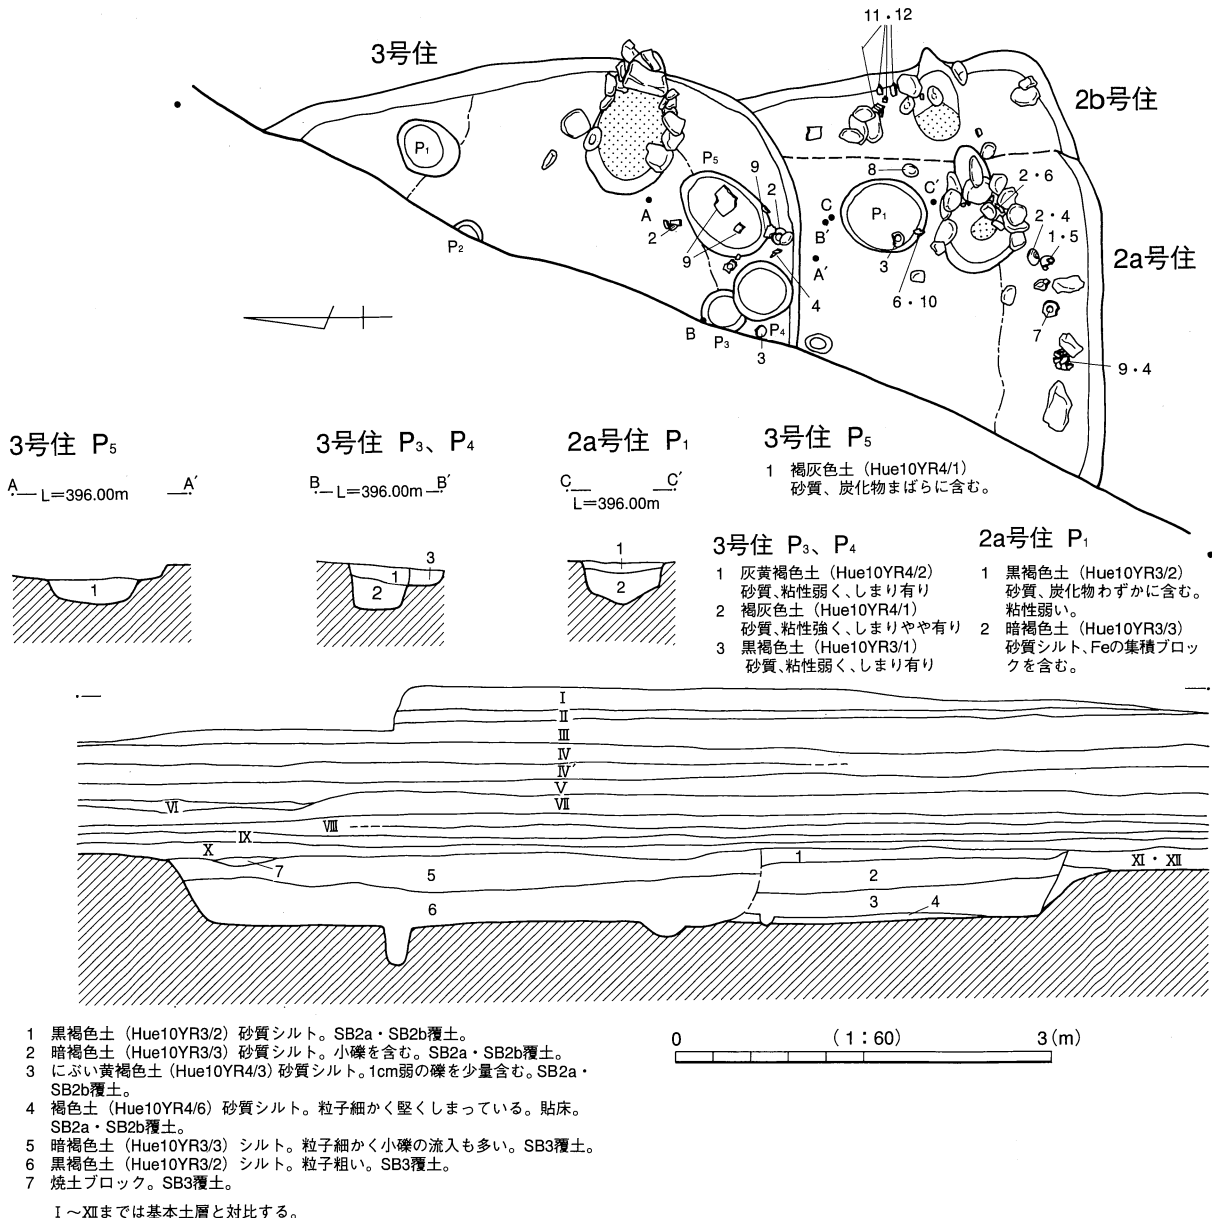 11・12
3号住
2b号住
P₁
P₅
9
2
8
C′
2・6
A
C
P₁
2・4
B′
1・5
P₂
2
9
A′
3
2a号住
4
6・10
B
P₃
P₄
3
7
9・4
3号住 P₅
A
A′
L=396.00m
1
3号住 P₃、P₄
B
B′
L=396.00m
1
3
2
2a号住 P₁
C
C′
L=396.00m
1
2
3号住 P₅
1 褐灰色土（Hue10YR4/1）
砂質、炭化物まばらに含む。
3号住 P₃、P₄
1 灰黄褐色土（Hue10YR4/2）
砂質、粘性弱く、しまり有り
2 褐灰色土（Hue10YR4/1）
砂質、粘性強く、しまりやや有り
3 黒褐色土（Hue10YR3/1）
砂質、粘性弱く、しまり有り
2a号住 P₁
1 黒褐色土（Hue10YR3/2）
砂質、炭化物わずかに含む。
粘性弱い。
2 暗褐色土（Hue10YR3/3）
砂質シルト、Feの集積ブロッ
クを含む。
Ⅰ
Ⅱ
Ⅲ
Ⅳ
Ⅳ′
Ⅴ
Ⅵ
Ⅶ
Ⅷ
Ⅸ
Ⅹ
Ⅺ・Ⅻ
7
5
6
1
2
3
4
1 黒褐色土（Hue10YR3/2）砂質シルト。SB2a・SB2b覆土。
2 暗褐色土（Hue10YR3/3）砂質シルト。小礫を含む。SB2a・SB2b覆土。
3 にぶい黄褐色土（Hue10YR4/3）砂質シルト。1cm弱の礫を少量含む。SB2a・
SB2b覆土。
4 褐色土（Hue10YR4/6）砂質シルト。粒子細かく堅くしまっている。貼床。
SB2a・SB2b覆土。
5 暗褐色土（Hue10YR3/3）シルト。粒子細かく小礫の流入も多い。SB3覆土。
6 黒褐色土（Hue10YR3/2）シルト。粒子粗い。SB3覆土。
7 焼土ブロック。SB3覆土。
Ⅰ～Ⅻまでは基本土層と対比する。
0 （1：60） 3（m）